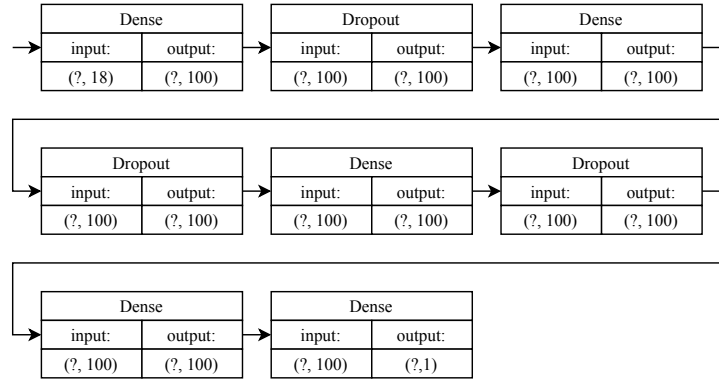 Dense Dropout Dense
input: output: input: output: input: output:
(?, 18) (?, 100) (?, 100) (?, 100) (?, 100) (?, 100)
Dropout Dense Dropout
input: output: input: output: input: output:
(?, 100) (?, 100) (?, 100) (?, 100) (?, 100) (?, 100)
Dense Dense
input: output: input: output:
(?, 100) (?, 100) (?, 100) (?,1)